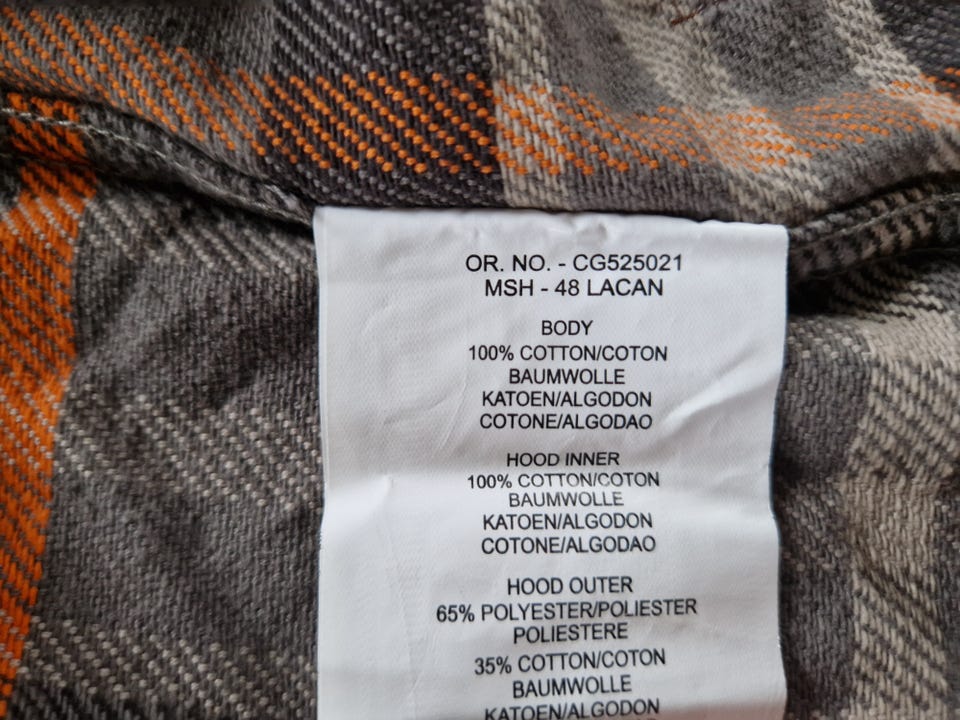 OR. NO. - CG525021
MSH - 48 LACAN
BODY
100% COTTON/COTON
BAUMWOLLE
KATOEN/ALGODON
COTONE/ALGODAO
HOOD INNER
100% COTTON/COTON
BAUMWOLLE
KATOEN/ALGODON
COTONE/ALGODAO
HOOD OUTER
65% POLYESTER/POLIESTER
POLIESTERE
35% COTTON/COTON
BAUMWOLLE
KATOEN/ALGODON